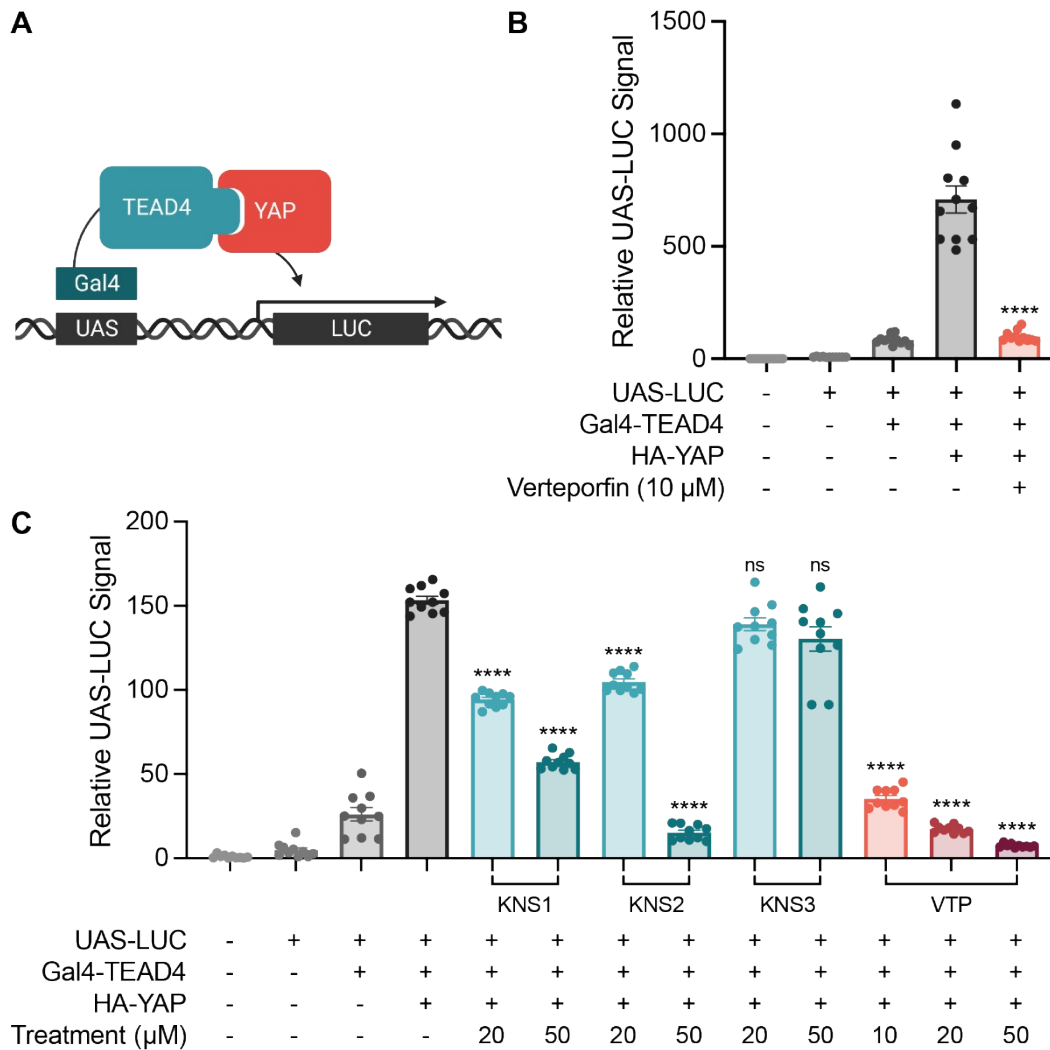 A
TEAD4
YAP
Gal4
UAS
LUC
B
Relative UAS-LUC Signal
1500
1000
500
0
****
UAS-LUC - + + + +
Gal4-TEAD4 - - + + +
HA-YAP - - - + +
Verteporfin (10 µM) - - - - +
C
Relative UAS-LUC Signal
200
150
100
50
0
**** **** **** **** ns ns **** **** ****
KNS1 KNS2 KNS3 VTP
UAS-LUC - + + + + + + + + + + + +
Gal4-TEAD4 - - + + + + + + + + + + +
HA-YAP - - - + + + + + + + + + +
Treatment (µM) - - - - 20 50 20 50 20 50 10 20 50